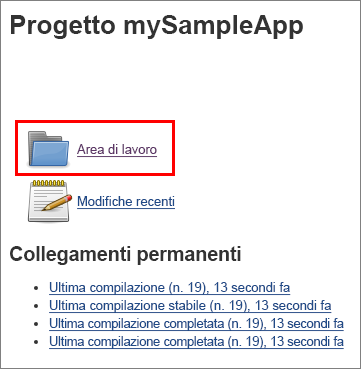 Progetto mySampleApp
Area di lavoro
Modifiche recenti
Collegamenti permanenti
Ultima compilazione (n. 19), 13 secondi fa
Ultima compilazione stabile (n. 19), 13 secondi fa
Ultima compilazione completata (n. 19), 13 secondi fa
Ultima compilazione completata (n. 19), 13 secondi fa